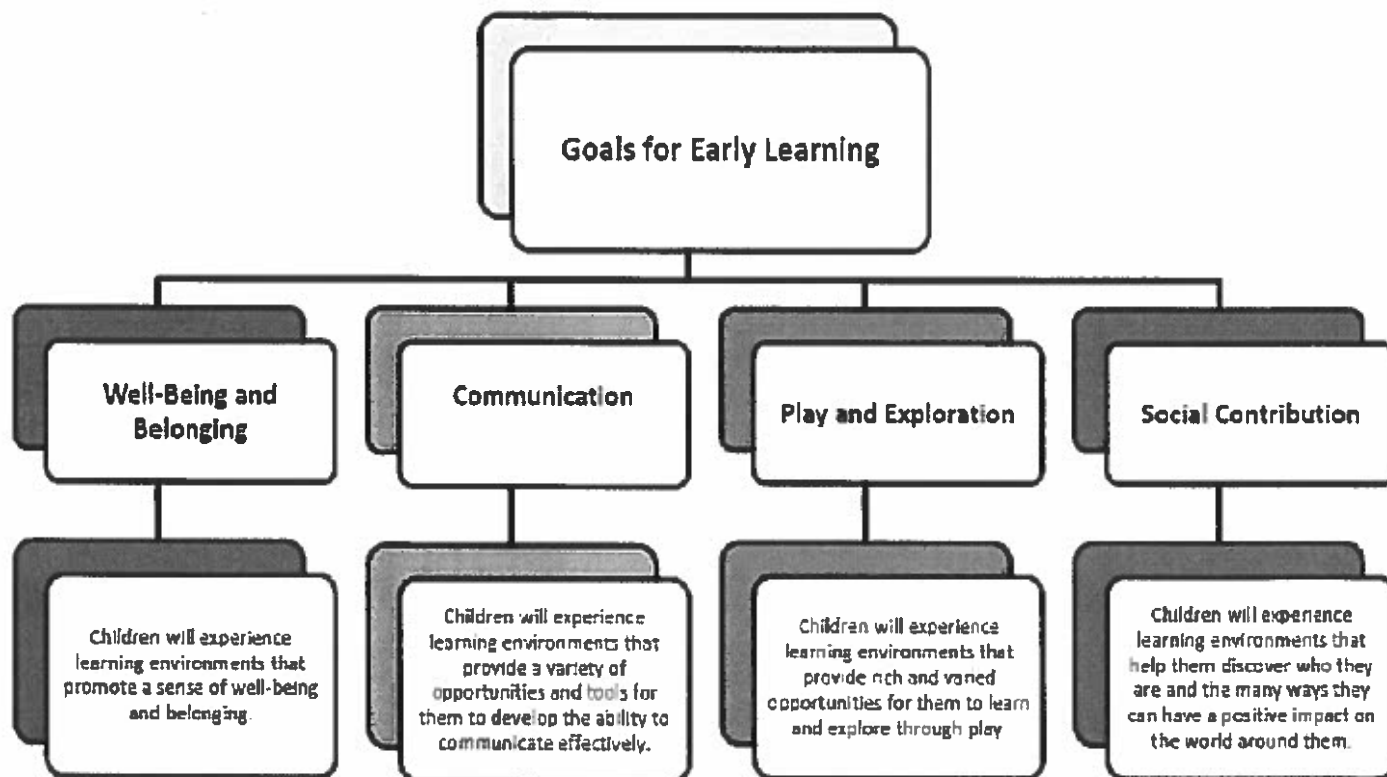 Goals for Early Learning
Well-Being and
Belonging
Communication
Play and Exploration
Social Contribution
Children will experience
learning environments that
promote a sense of well-being
and belonging.
Children will experience
learning environments that
provide a variety of
opportunities and tools for
them to develop the ability to
communicate effectively.
Children will experience
learning environments that
provide rich and varied
opportunities for them to learn
and explore through play
Children will experience
learning environments that
help them discover who they
are and the many ways they
can have a positive impact on
the world around them.